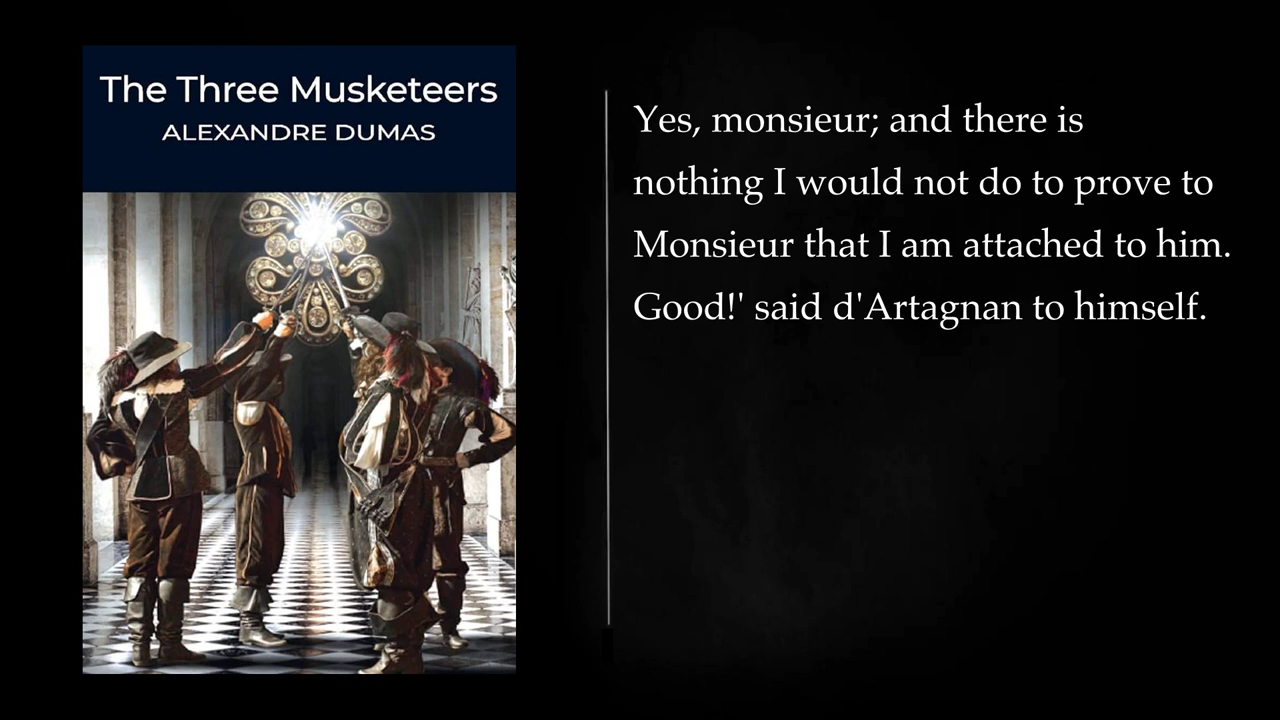 The Three Musketeers
ALEXANDRE DUMAS
Yes, monsieur; and there is
nothing I would not do to prove to
Monsieur that I am attached to him.
Good!' said d'Artagnan to himself.